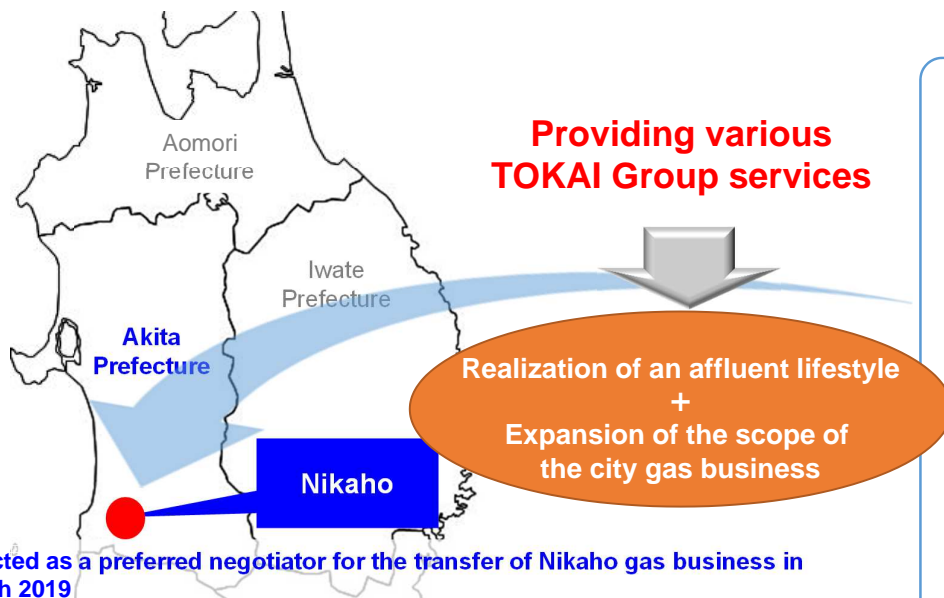 Aomori
Prefecture
Providing various
TOKAI Group services
Iwate
Prefecture
Akita
Prefecture
Realization of an affluent lifestyle
+
Expansion of the scope of
the city gas business
Nikaho
as a preferred negotiator for the transfer of Nikaho gas business in
2019